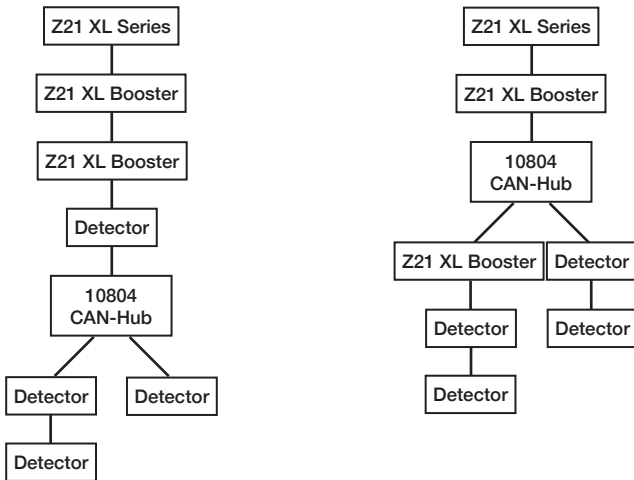 Z21 XL Series
Z21 XL Booster
Z21 XL Booster
Detector
10804
CAN-Hub
Detector
Detector
Detector
Z21 XL Series
Z21 XL Booster
10804
CAN-Hub
Z21 XL Booster
Detector
Detector
Detector
Detector